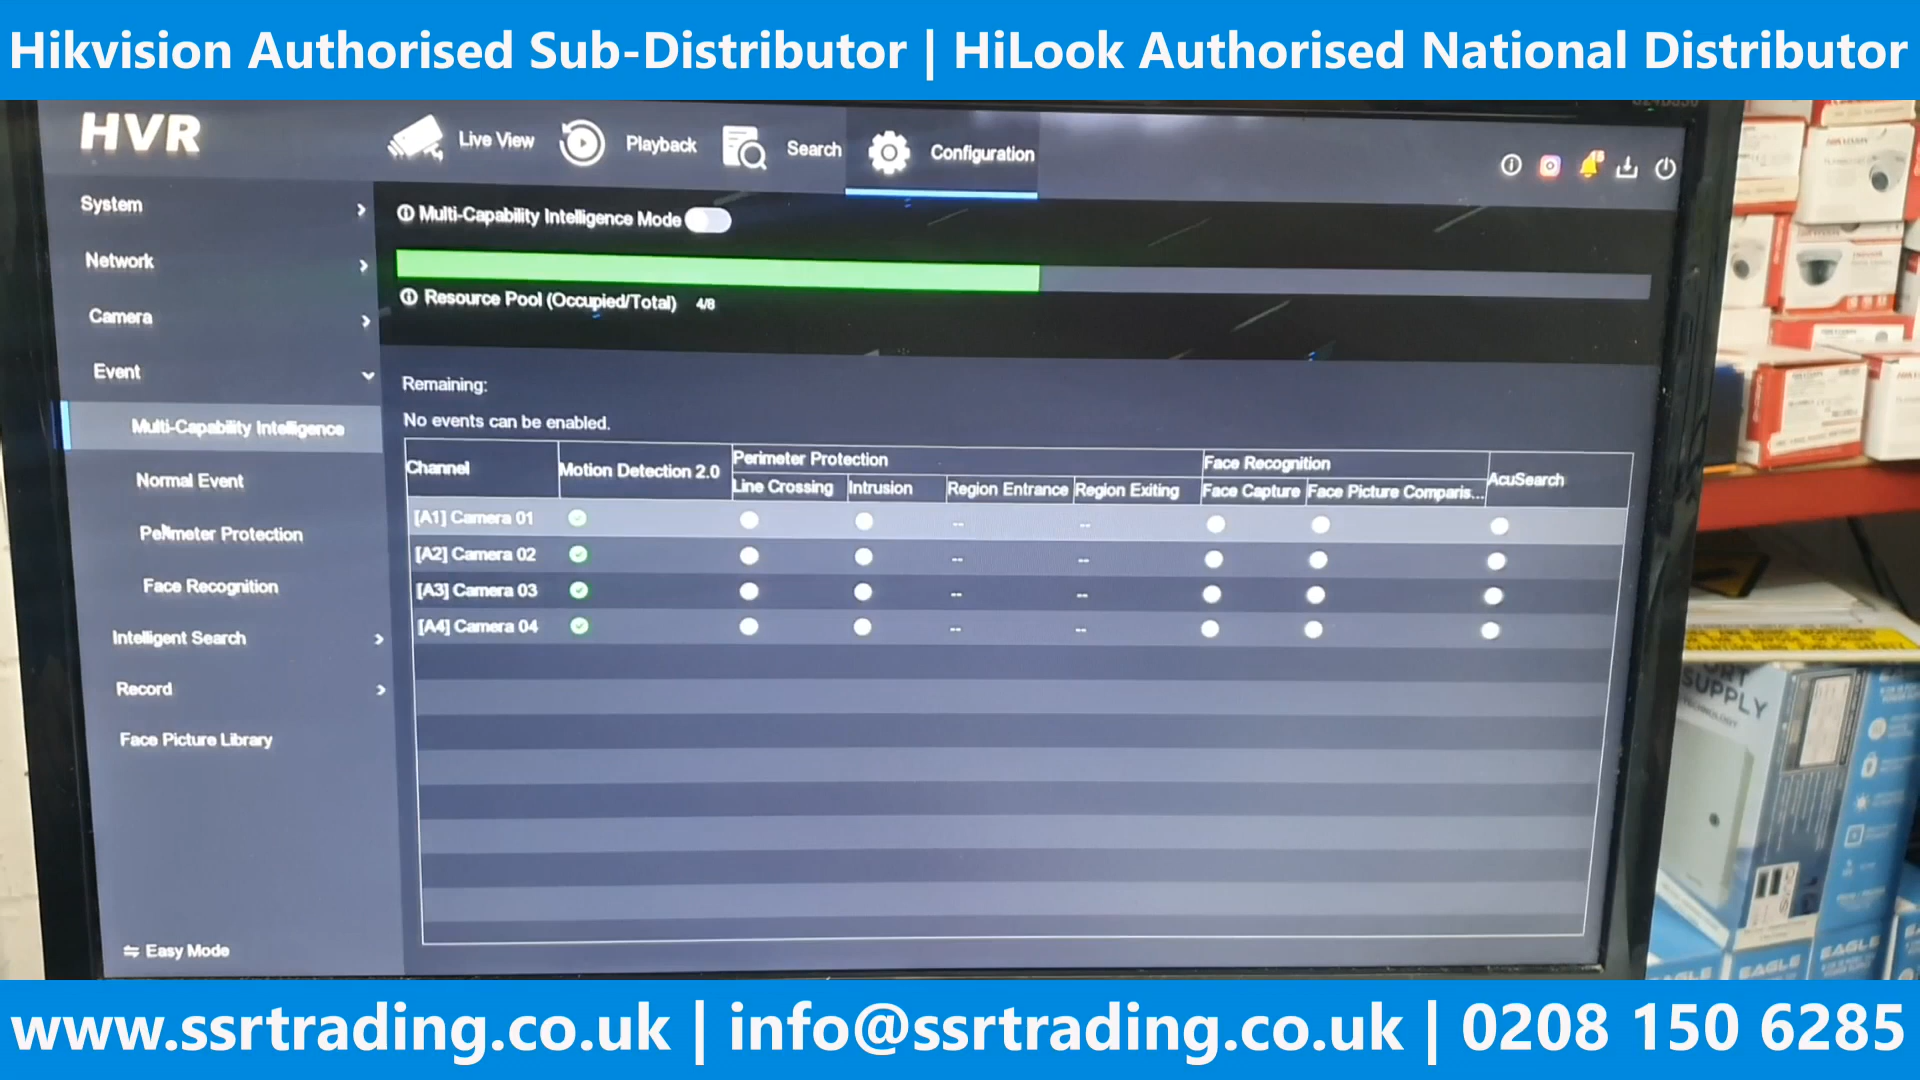 Hikvision Authorised Sub-Distributor | HiLook Authorised National Distributor
HVR
Live View
Playback
Search
Configuration
System
Network
Camera
Event
Multi-Capability Intelligence
Normal Event
Perimeter Protection
Face Recognition
Intelligent Search
Record
Face Picture Library
Easy Mode
Multi-Capability Intelligence Mode
Resource Pool (Occupied/Total) 4/8
Remaining:
No events can be enabled.
Channel
Motion Detection 2.0
Perimeter Protection
Face Recognition
AcuSearch
Line Crossing
Intrusion
Region Entrance
Region Exiting
Face Capture
Face Picture Comparis...
[A1] Camera 01 -- --
[A2] Camera 02 -- --
[A3] Camera 03 -- --
[A4] Camera 04 -- --
SUPPLY
EAGLE
EAGLE
www.ssrtrading.co.uk | info@ssrtrading.co.uk | 0208 150 6285